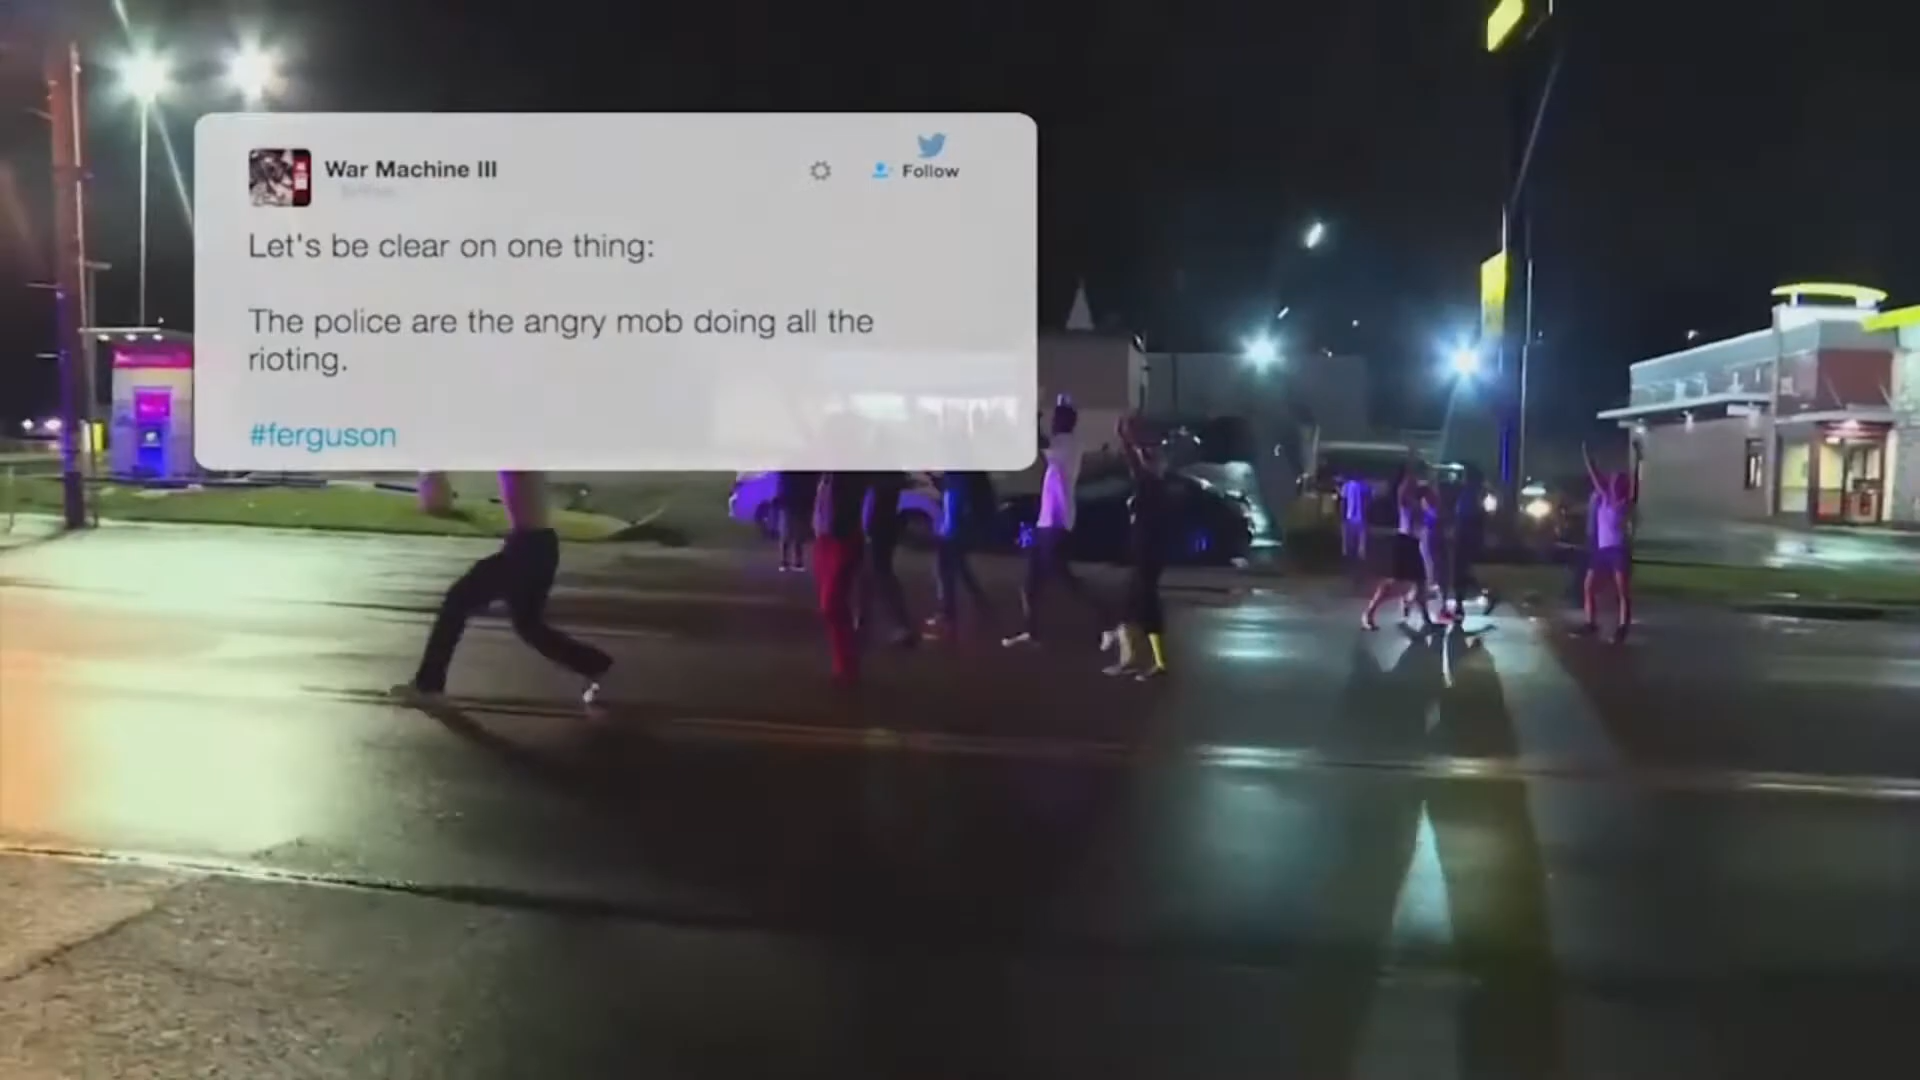 War Machine III
Follow
Let's be clear on one thing:
The police are the angry mob doing all the
rioting.
#ferguson